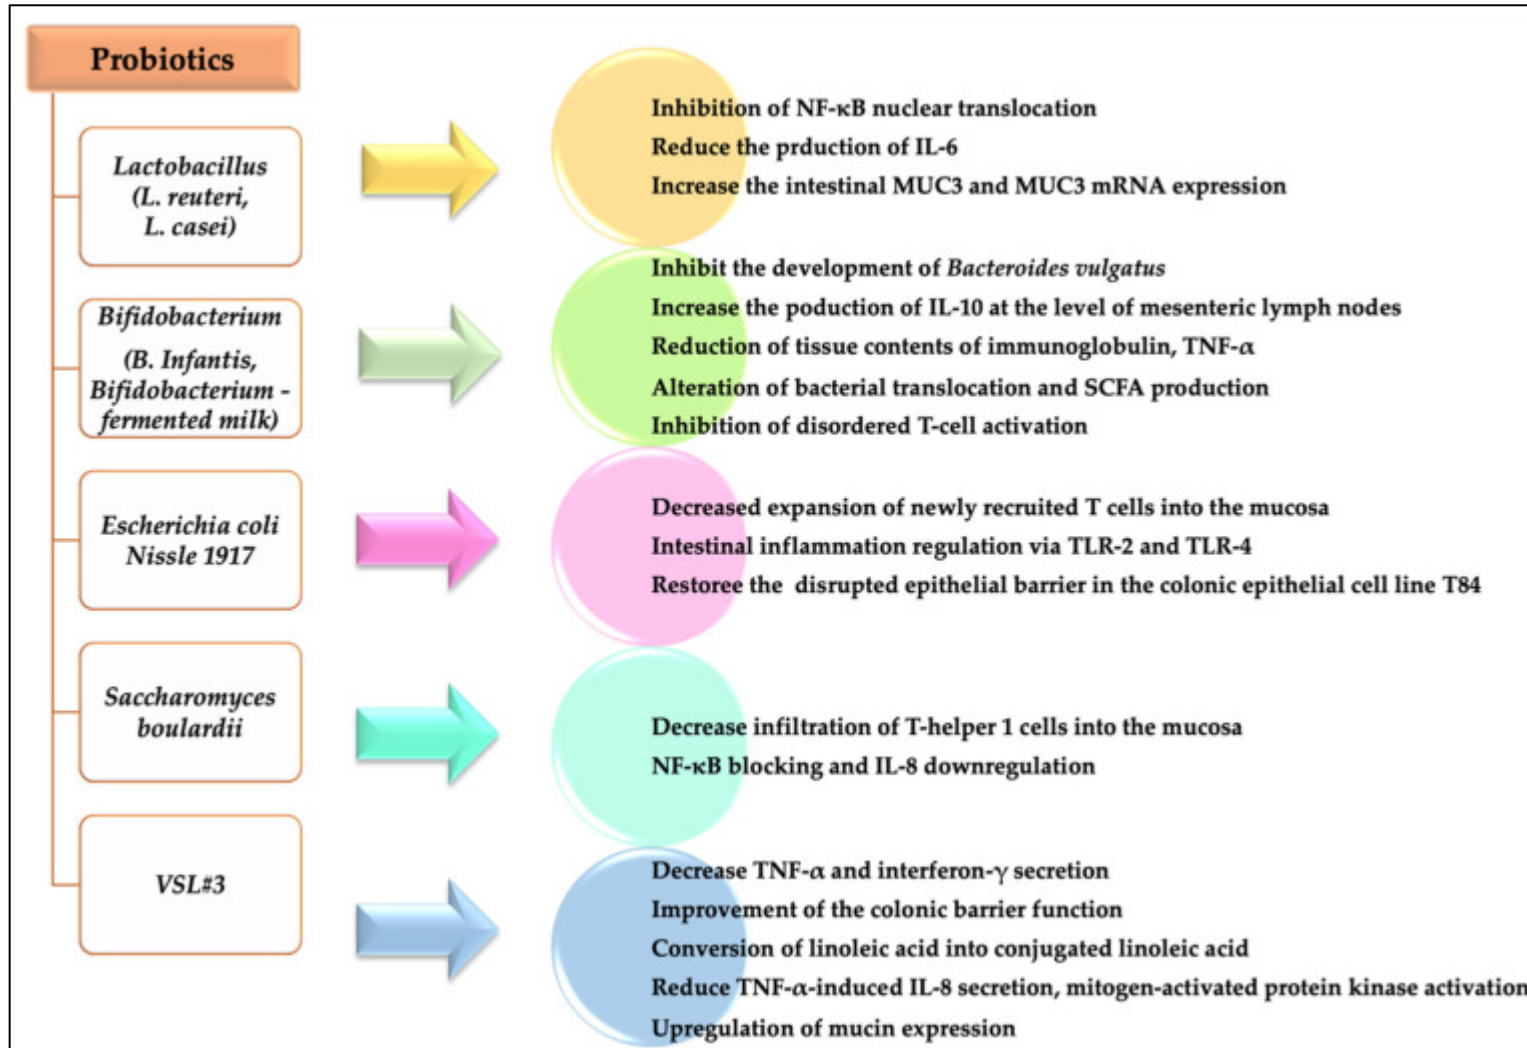 Probiotics
Lactobacillus
(L. reuteri,
L. casei)
Inhibition of NF-κB nuclear translocation
Reduce the prduction of IL-6
Increase the intestinal MUC3 and MUC3 mRNA expression
Bifidobacterium
(B. Infantis,
Bifidobacterium -
fermented milk)
Inhibit the development of Bacteroides vulgatus
Increase the poduction of IL-10 at the level of mesenteric lymph nodes
Reduction of tissue contents of immunoglobulin, TNF-α
Alteration of bacterial translocation and SCFA production
Inhibition of disordered T-cell activation
Escherichia coli
Nissle 1917
Decreased expansion of newly recruited T cells into the mucosa
Intestinal inflammation regulation via TLR-2 and TLR-4
Restoree the  disrupted epithelial barrier in the colonic epithelial cell line T84
Saccharomyces
boulardii
Decrease infiltration of T-helper 1 cells into the mucosa
NF-κB blocking and IL-8 downregulation
VSL#3
Decrease TNF-α and interferon-γ secretion
Improvement of the colonic barrier function
Conversion of linoleic acid into conjugated linoleic acid
Reduce TNF-α-induced IL-8 secretion, mitogen-activated protein kinase activation
Upregulation of mucin expression